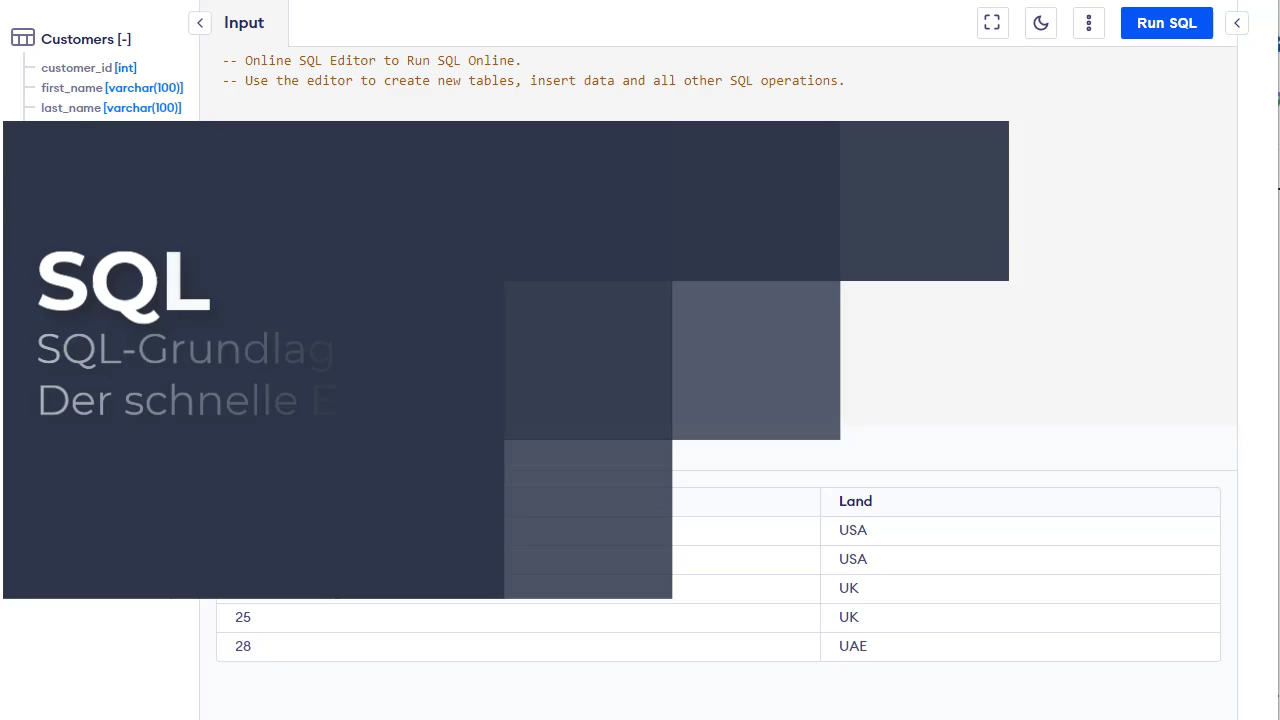 Input
Run SQL
Customers [-]
customer_id [int]
first_name [varchar(100)]
last_name [varchar(100)]
-- Online SQL Editor to Run SQL Online.
-- Use the editor to create new tables, insert data and all other SQL operations.
SQL
SQL-Grundlag
Der schnelle E
Land
USA
USA
UK
25 UK
28 UAE